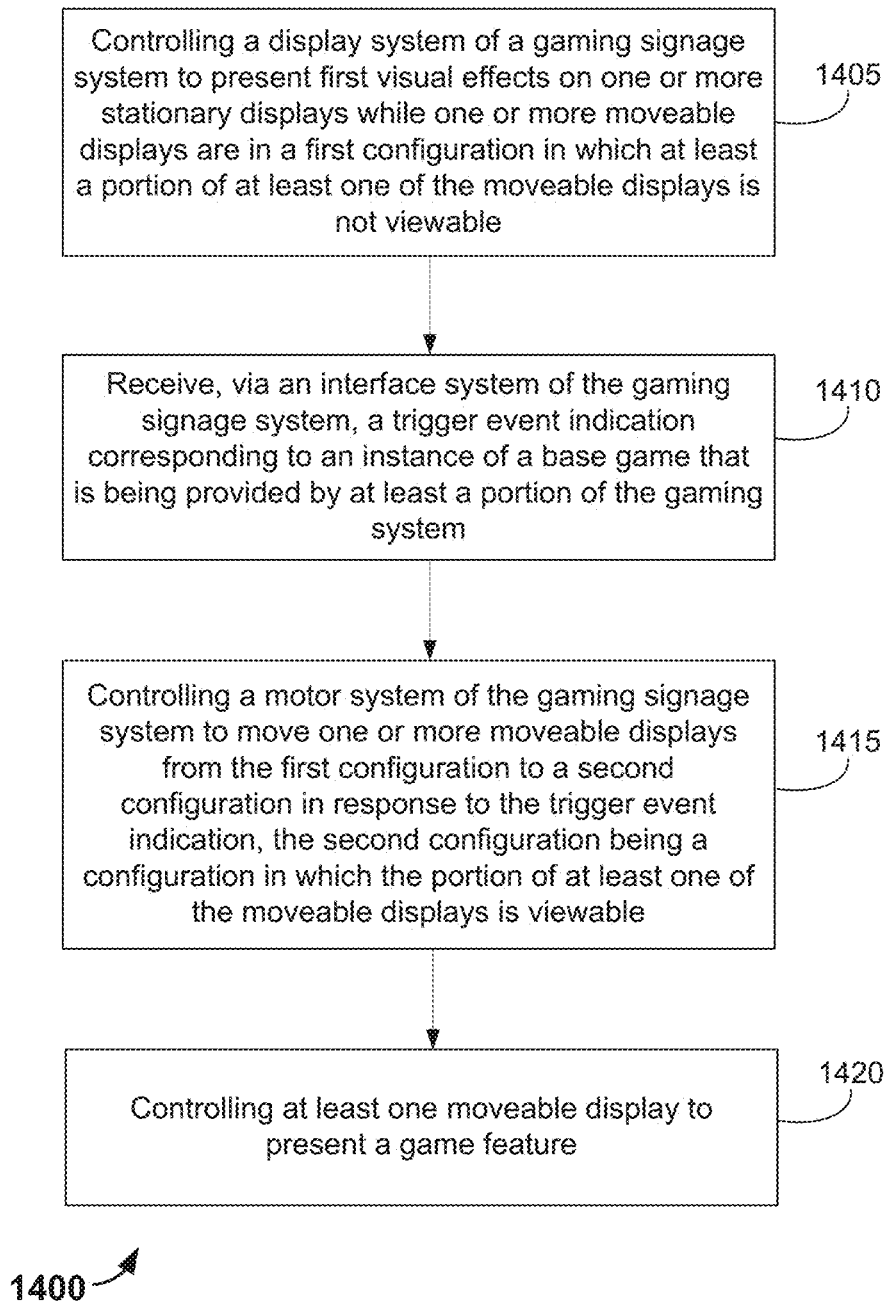 Controlling a display system of a gaming signage
system to present first visual effects on one or more
stationary displays while one or more moveable
displays are in a first configuration in which at least
a portion of at least one of the moveable displays is
not viewable
1405
Receive, via an interface system of the gaming
signage system, a trigger event indication
corresponding to an instance of a base game that
is being provided by at least a portion of the gaming
system
1410
Controlling a motor system of the gaming signage
system to move one or more moveable displays
from the first configuration to a second
configuration in response to the trigger event
indication, the second configuration being a
configuration in which the portion of at least one of
the moveable displays is viewable
1415
Controlling at least one moveable display to
present a game feature
1420
1400